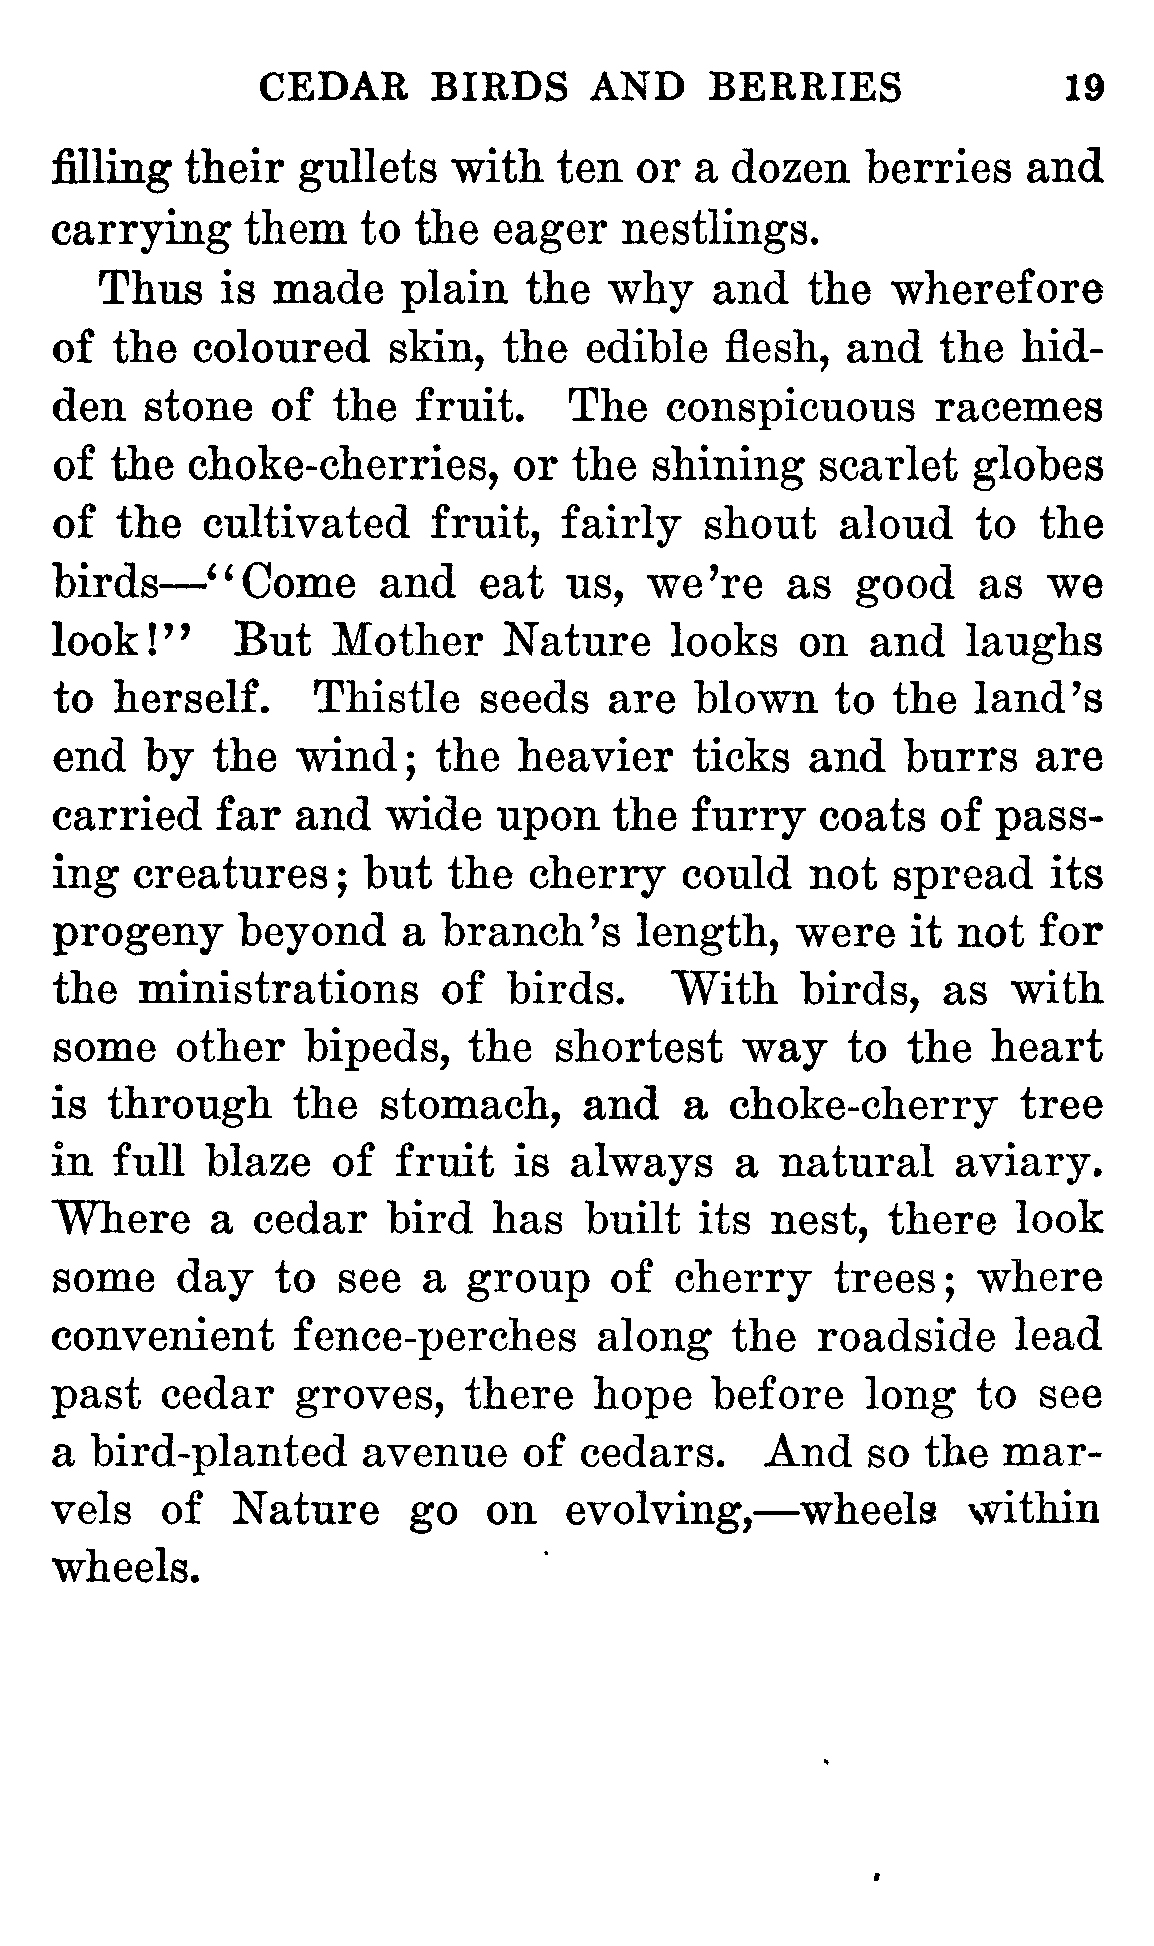 CEDAR BIRDS AND BERRIES 19
filling their gullets with ten or a dozen berries and
carrying them to the eager nestlings.
Thus is made plain the why and the wherefore
of the coloured skin, the edible flesh, and the hid-
den stone of the fruit. The conspicuous racemes
of the choke-cherries, or the shining scarlet globes
of the cultivated fruit, fairly shout aloud to the
birds—“Come and eat us, we’re as good as we
look!” But Mother Nature looks on and laughs
to herself. Thistle seeds are blown to the land’s
end by the wind; the heavier ticks and burrs are
carried far and wide upon the furry coats of pass-
ing creatures; but the cherry could not spread its
progeny beyond a branch’s length, were it not for
the ministrations of birds. With birds, as with
some other bipeds, the shortest way to the heart
is through the stomach, and a choke-cherry tree
in full blaze of fruit is always a natural aviary.
Where a cedar bird has built its nest, there look
some day to see a group of cherry trees; where
convenient fence-perches along the roadside lead
past cedar groves, there hope before long to see
a bird-planted avenue of cedars. And so the mar-
vels of Nature go on evolving,—wheels within
wheels.